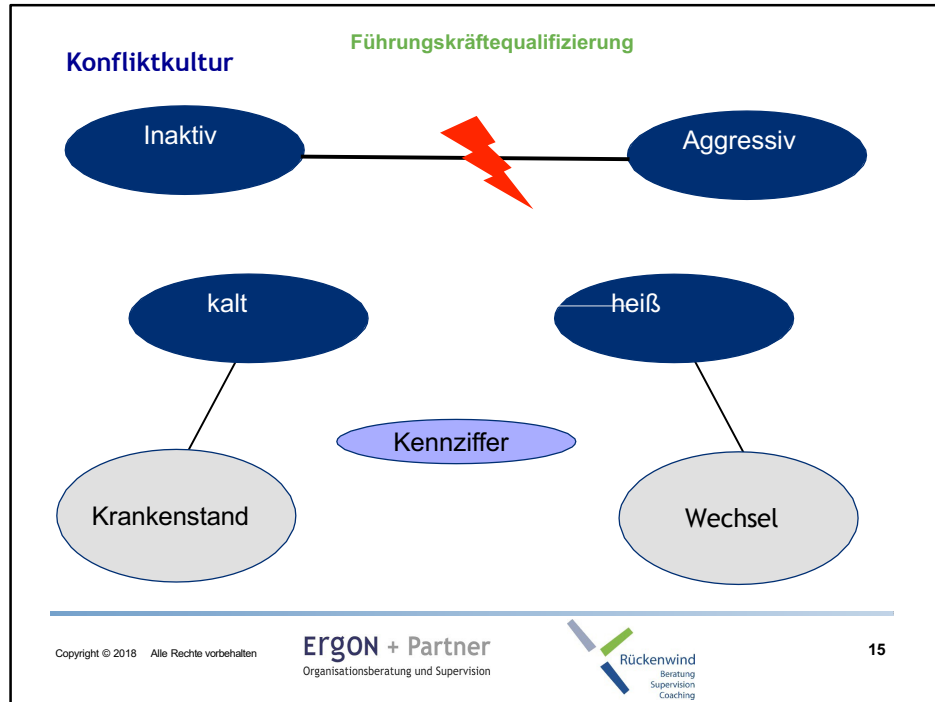 Führungskräftequalifizierung
Konfliktkultur
Inaktiv
Aggressiv
kalt
heiß
Kennziffer
Krankenstand
Wechsel
Copyright © 2018 Alle Rechte vorbehalten
ErgON + Partner
Organisationsberatung und Supervision
Rückenwind
Beratung
Supervision
Coaching
15